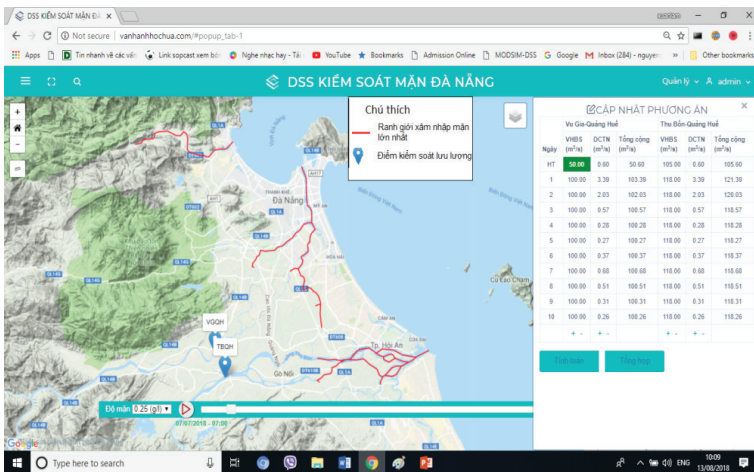 DSS KIỂM SOÁT MẶN ĐÀ
Not secure | vanhanhhochua.com/#popup_tab-1
Apps
Tin nhanh về các vấn
Link sopcast xem bón
Nghe nhạc hay - Tải
YouTube
Bookmarks
Admission Online
MODSIM-DSS
Google
Inbox (284) - nguyen
Other bookmarks
DSS KIỂM SOÁT MẶN ĐÀ NẴNG
Quản lý
admin
Chú thích
Ranh giới xâm nhập mặn
lớn nhất
Điểm kiểm soát lưu lượng
CẬP NHẬT PHƯƠNG ÁN
Vu Gia-Quảng Huế Thu Bồn-Quảng Huế
Ngày VHBS (m³/s) DCTN (m³/s) Tổng cộng (m³/s) VHBS (m³/s) DCTN (m³/s) Tổng cộng (m³/s)
HT 50.00 0.60 50.60 105.00 0.60 105.60
1 100.00 3.39 103.39 118.00 3.39 121.39
2 100.00 2.03 102.03 118.00 2.03 120.03
3 100.00 0.57 100.57 118.00 0.57 118.57
4 100.00 0.28 100.28 118.00 0.28 118.28
5 100.00 0.27 100.27 118.00 0.27 118.27
6 100.00 0.37 100.37 118.00 0.37 118.37
7 100.00 0.68 100.68 118.00 0.68 118.68
8 100.00 0.51 100.51 118.00 0.51 118.51
9 100.00 0.31 100.31 118.00 0.31 118.31
10 100.00 0.26 100.26 118.00 0.26 118.26
+ - + - + - + -
Tính toán Tổng hợp
THANH KHÊ
Đà Nẵng
Cù Lao Chàm
Tp. Hội An
Gò Nổi
VGQH
TBQH
Độ mặn 0.25 (g/l)
07/07/2018 - 07:00
Google
Type here to search
ENG
10:09
13/08/2018